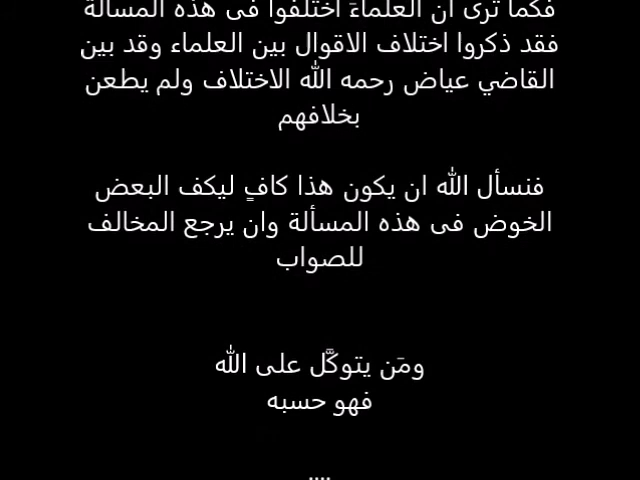 فكما ترى ان العلماءَ اختلفوا فى هذه المسألة
فقد ذكروا اختلاف الاقوال بين العلماء وقد بين
القاضي عياض رحمه الله الاختلاف ولم يطعن
بخلافهم
فنسأل الله ان يكون هذا كافٍ ليكف البعض
الخوض فى هذه المسألة وان يرجع المخالف
للصواب
ومَن يتوكَّل على الله
فهو حسبه